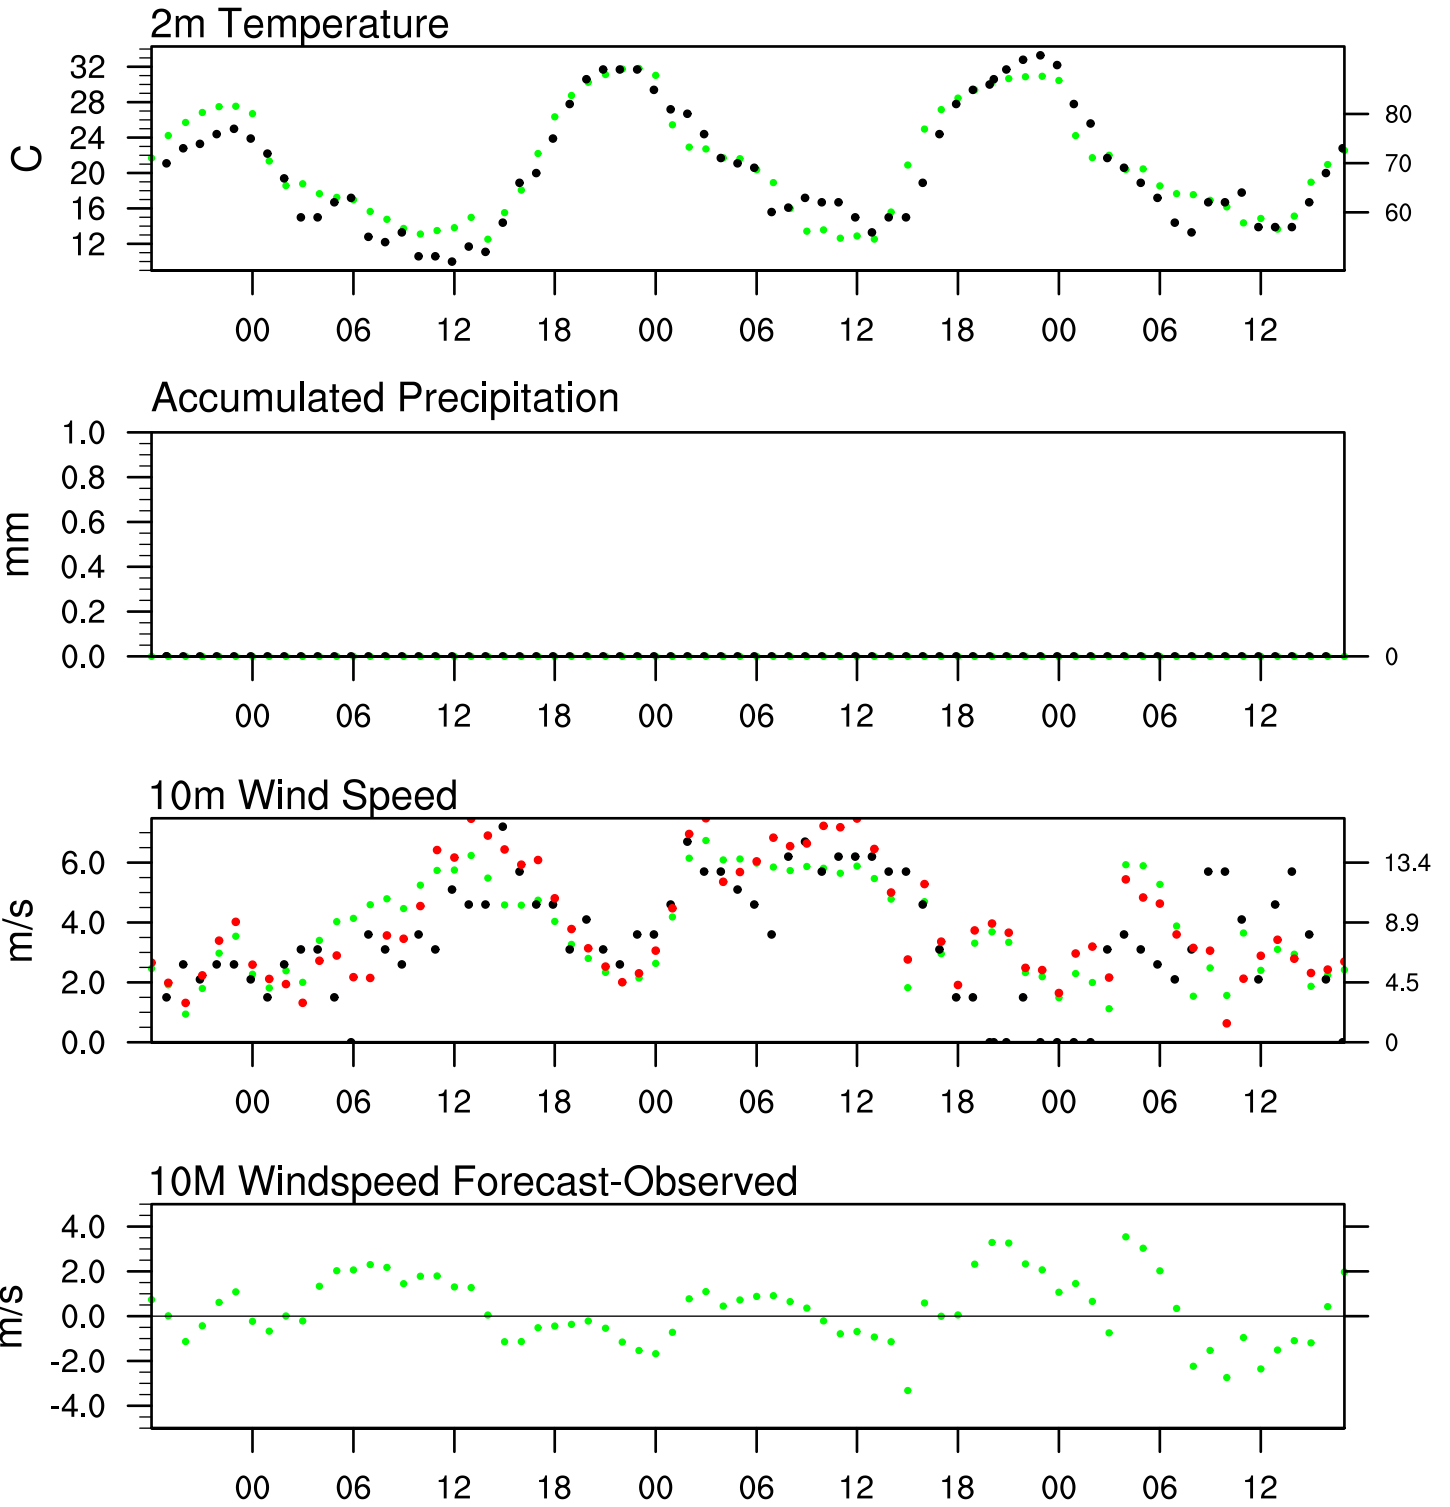 2m Temperature
32
28
24
20
16
12
C
80
70
60
00 06 12 18 00 06 12 18 00 06 12
Accumulated Precipitation
1.0
0.8
0.6
0.4
0.2
0.0
mm
0
00 06 12 18 00 06 12 18 00 06 12
10m Wind Speed
6.0
4.0
2.0
0.0
m/s
13.4
8.9
4.5
0
00 06 12 18 00 06 12 18 00 06 12
10M Windspeed Forecast-Observed
4.0
2.0
0.0
-2.0
-4.0
m/s
00 06 12 18 00 06 12 18 00 06 12